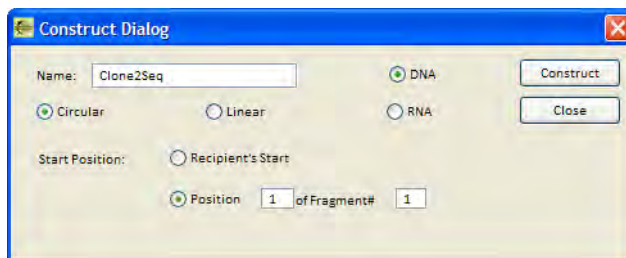 Construct Dialog
Name: Clone2Seq DNA Construct
Circular Linear RNA Close
Start Position: Recipient's Start
Position 1 of Fragment# 1